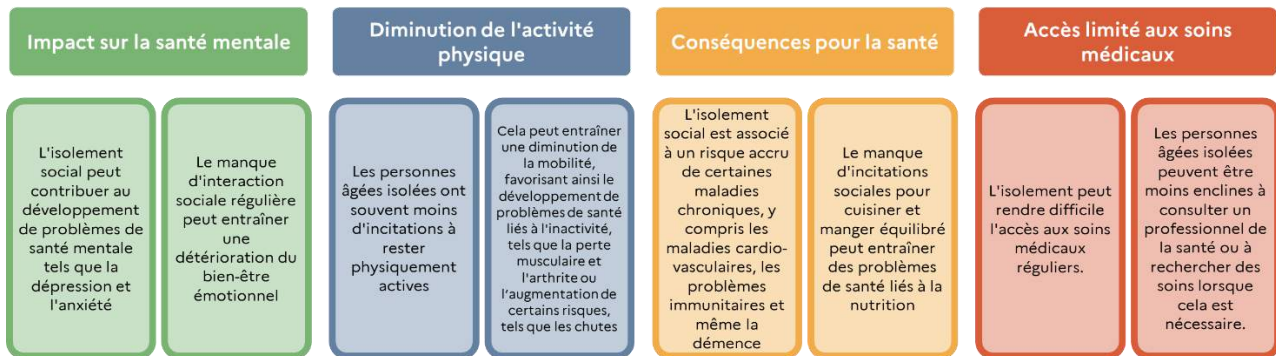 Impact sur la santé mentale
L'isolement
social peut
contribuer au
développement
de problèmes de
santé mentale
tels que la
dépression et
l'anxiété
Le manque
d'interaction
sociale régulière
peut entraîner
une
détérioration du
bien-être
émotionnel
Diminution de l'activité
physique
Les personnes
âgées isolées ont
souvent moins
d'incitations à
rester
physiquement
actives
Cela peut entraîner
une diminution de
la mobilité,
favorisant ainsi le
développement de
problèmes de santé
liés à l'inactivité,
tels que la perte
musculaire et
l'arthrite ou
l’augmentation de
certains risques,
tels que les chutes
Conséquences pour la santé
L'isolement
social est associé
à un risque accru
de certaines
maladies
chroniques, y
compris les
maladies cardio-
vasculaires, les
problèmes
immunitaires et
même la
démence
Le manque
d'incitations
sociales pour
cuisiner et
manger équilibré
peut entraîner
des problèmes
de santé liés à la
nutrition
Accès limité aux soins
médicaux
L'isolement peut
rendre difficile
l'accès aux soins
médicaux
réguliers.
Les personnes
âgées isolées
peuvent être
moins enclines à
consulter un
professionnel de
la santé ou à
rechercher des
soins lorsque
cela est
nécessaire.